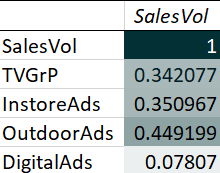 SalesVol
SalesVol 1
TVGrP 0.342077
InstoreAds 0.350967
OutdoorAds 0.449199
DigitalAds 0.07807